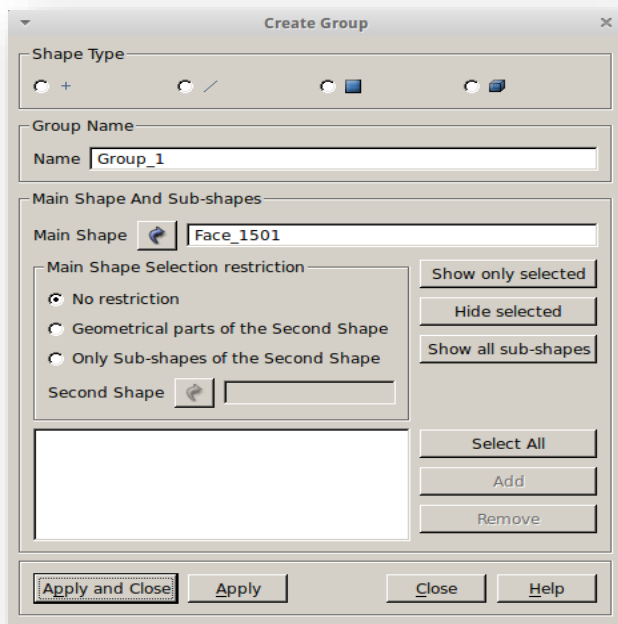 Create Group
Shape Type
Group Name
Name Group_1
Main Shape And Sub-shapes
Main Shape Face_1501
Main Shape Selection restriction
Show only selected
No restriction
Hide selected
Geometrical parts of the Second Shape
Show all sub-shapes
Only Sub-shapes of the Second Shape
Second Shape
Select All
Add
Remove
Apply and Close Apply Close Help